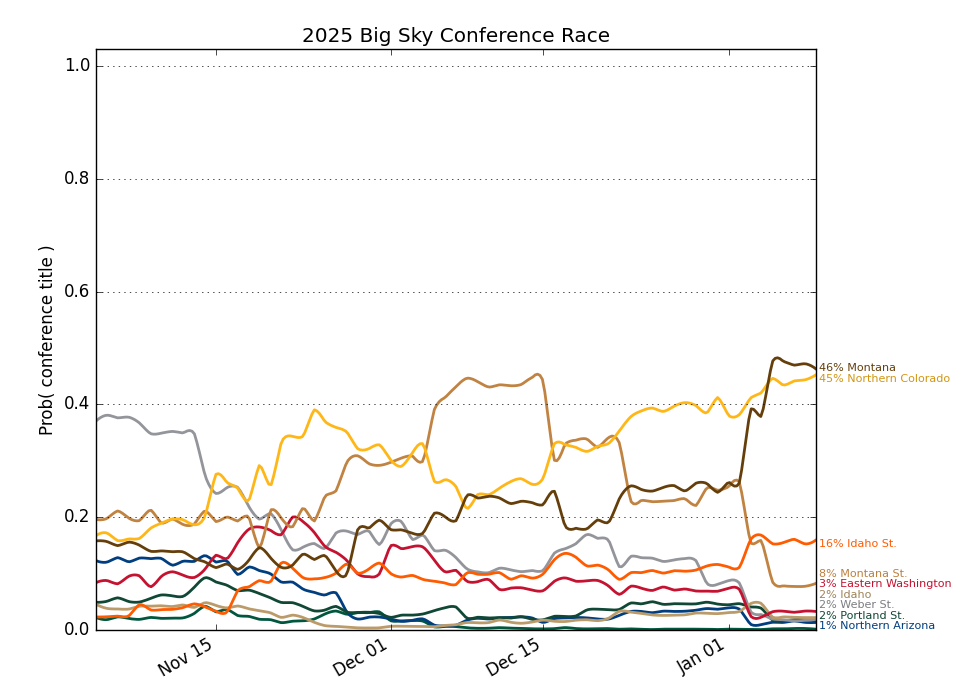 2025 Big Sky Conference Race
Prob( conference title )
1.0
0.8
0.6
0.4
0.2
0.0
Nov 15
Dec 01
Dec 15
Jan 01
46% Montana
45% Northern Colorado
16% Idaho St.
8% Montana St.
3% Eastern Washington
2% Idaho
2% Weber St.
2% Portland St.
1% Northern Arizona